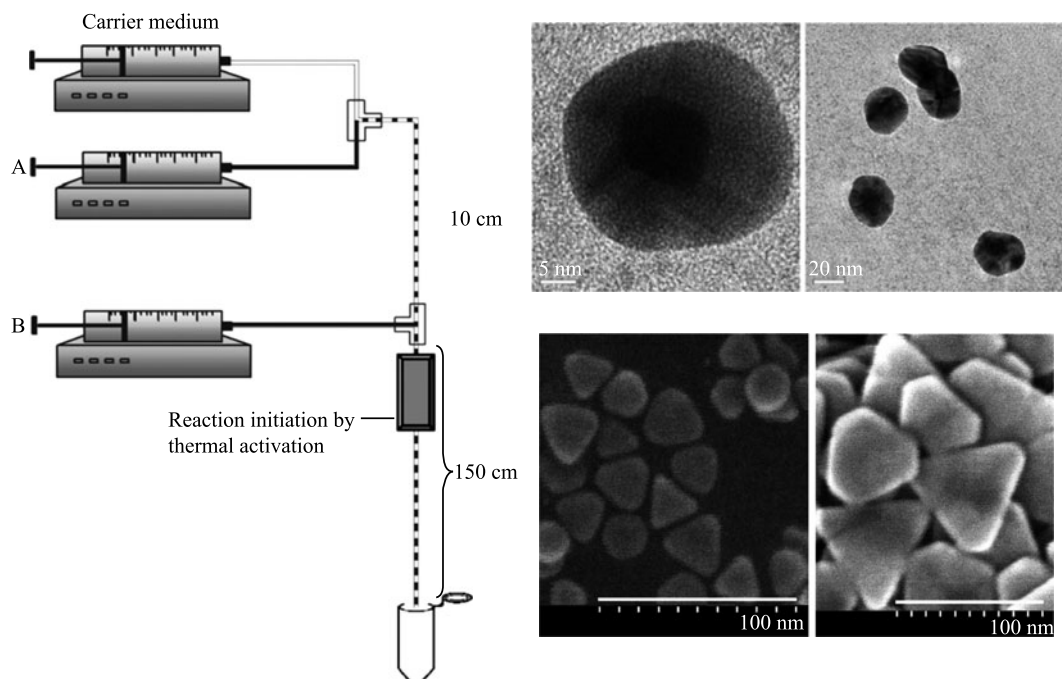 Carrier medium
A
10 cm
B
Reaction initiation by
thermal activation
150 cm
5 nm
20 nm
100 nm
100 nm